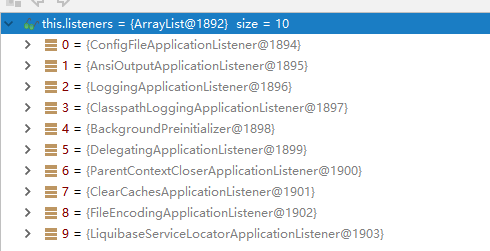 this.listeners = {ArrayList@1892} size = 10
0 = {ConfigFileApplicationListener@1894}
1 = {AnsiOutputApplicationListener@1895}
2 = {LoggingApplicationListener@1896}
3 = {ClasspathLoggingApplicationListener@1897}
4 = {BackgroundPreinitializer@1898}
5 = {DelegatingApplicationListener@1899}
6 = {ParentContextCloserApplicationListener@1900}
7 = {ClearCachesApplicationListener@1901}
8 = {FileEncodingApplicationListener@1902}
9 = {LiquibaseServiceLocatorApplicationListener@1903}